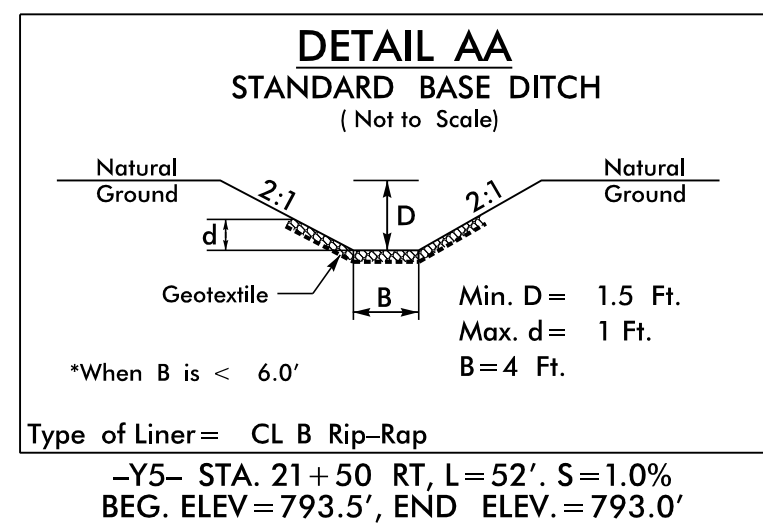 DETAIL AA
STANDARD BASE DITCH
( Not to Scale)
Natural
Ground
2:1
D
2:1
Natural
Ground
d
Geotextile
B
Min. D = 1.5 Ft.
Max. d = 1 Ft.
B = 4 Ft.
*When B is < 6.0'
Type of Liner = CL B Rip-Rap
-Y5- STA. 21+50 RT, L=52'. S=1.0%
BEG. ELEV=793.5', END ELEV.=793.0'